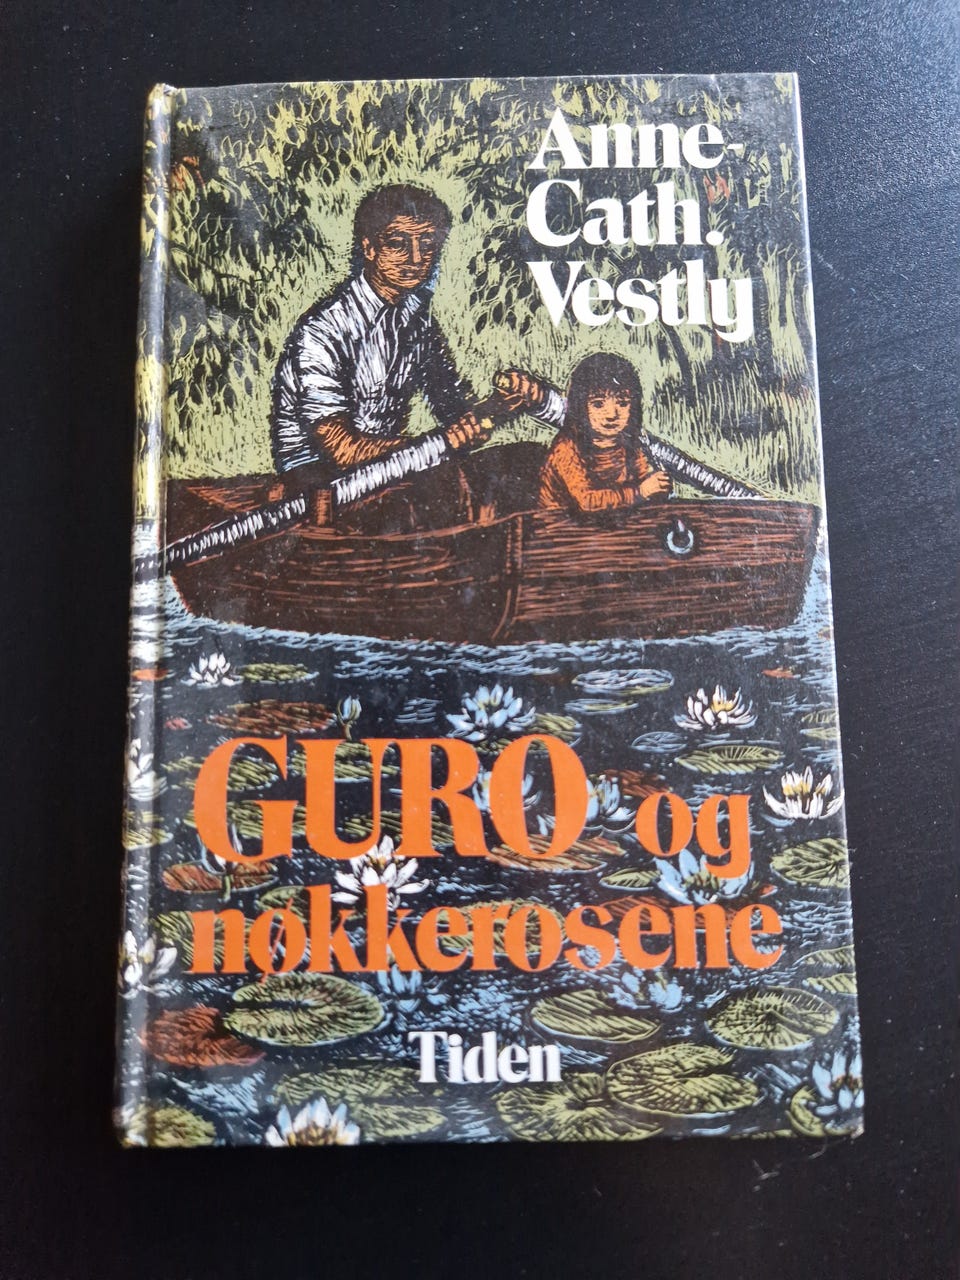 Anne-
Cath.
Vestly
GURO og
nøkkerosene
Tiden